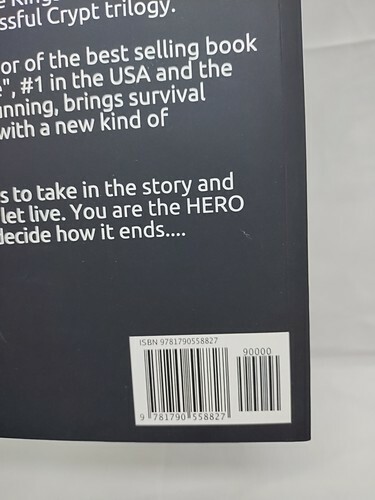 ssful Crypt trilogy.
or of the best selling book
", #1 in the USA and the
nning, brings survival
with a new kind of
s to take in the story and
let live. You are the HERO
decide how it ends....
ISBN 9781790558827
90000
9 781790 558827